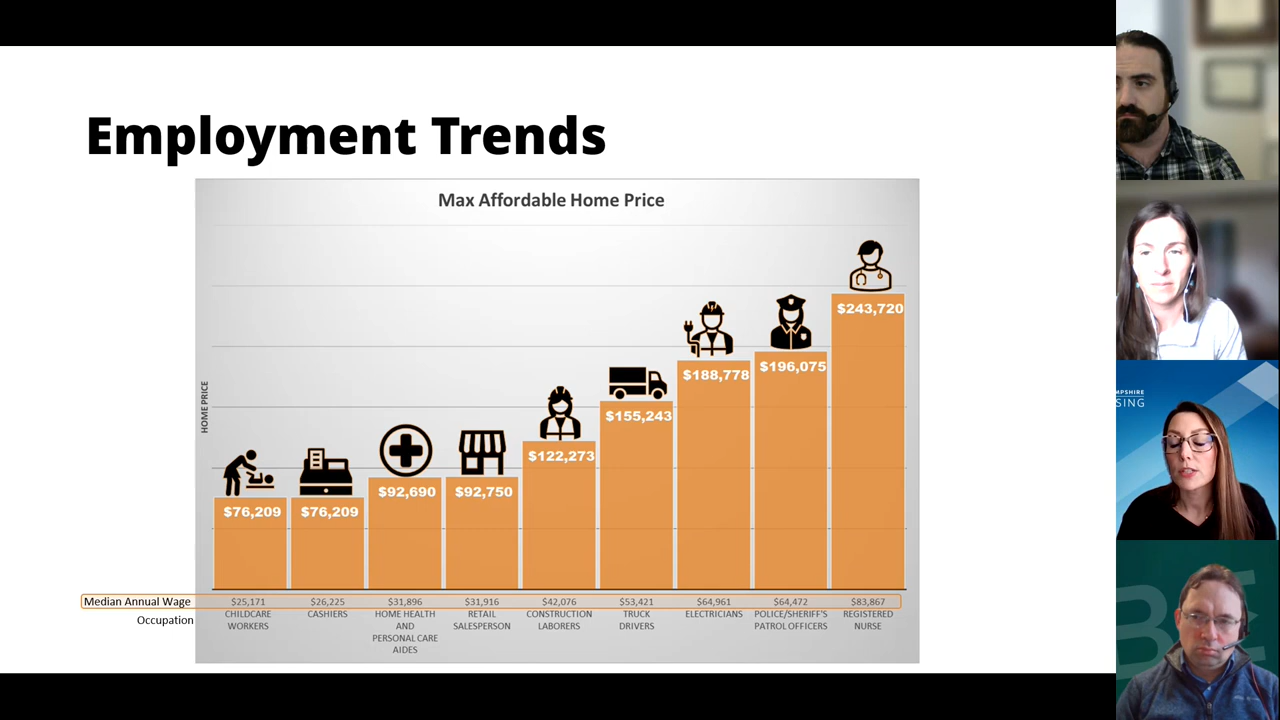 Employment Trends
Max Affordable Home Price
HOME PRICE
$76,209
$76,209
$92,690
$92,750
$122,273
$155,243
$188,778
$196,075
$243,720
Median Annual Wage
$25,171
$26,225
$31,896
$31,916
$42,076
$53,421
$64,961
$64,472
$83,867
Occupation
CHILDCARE
WORKERS
CASHIERS
HOME HEALTH
AND
PERSONAL CARE
AIDES
RETAIL
SALESPERSON
CONSTRUCTION
LABORERS
TRUCK
DRIVERS
ELECTRICIANS
POLICE/SHERIFF'S
PATROL OFFICERS
REGISTERED
NURSE
MPSHIRE
SING